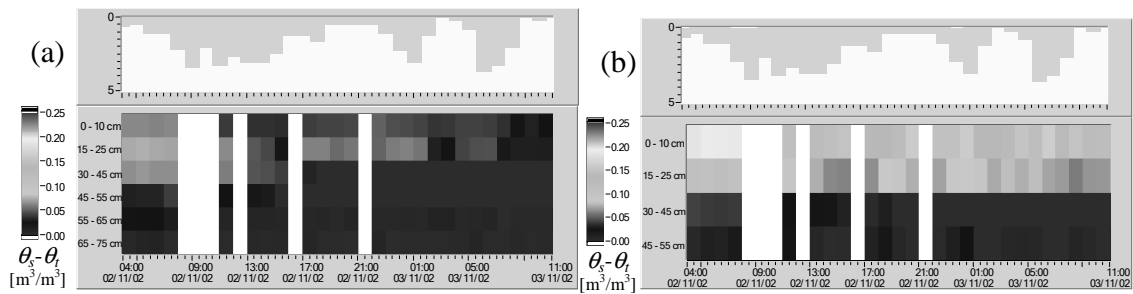 (a)
0
5
0.25
0.20
0.15
0.10
0.05
0.00
θs-θt
[m³/m³]
0 - 10 cm
15 - 25 cm
30 - 45 cm
45 - 55 cm
55 - 65 cm
65 - 75 cm
04:00 09:00 13:00 17:00 21:00 01:00 05:00 11:00
02/11/02 02/11/02 02/11/02 02/11/02 02/11/02 03/11/02 03/11/02 03/11/02
(b)
0
5
0.25
0.20
0.15
0.10
0.05
0.00
θs-θt
[m³/m³]
0 - 10 cm
15 - 25 cm
30 - 45 cm
45 - 55 cm
04:00 09:00 13:00 17:00 21:00 01:00 05:00 11:00
02/11/02 02/11/02 02/11/02 02/11/02 02/11/02 03/11/02 03/11/02 03/11/02